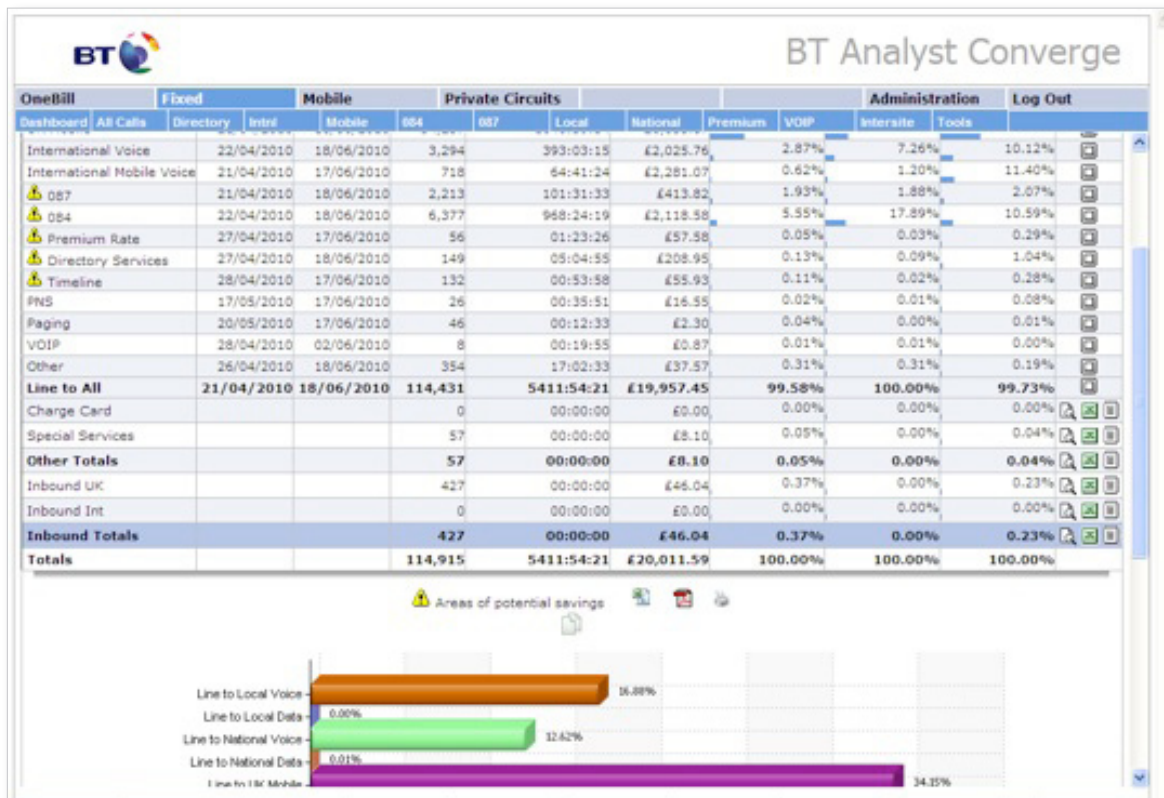 BT
BT Analyst Converge
OneBill Fixed Mobile Private Circuits Administration Log Out
Dashboard All Calls Directory Intnl Mobile 084 087 Local National Premium VOIP Intersite Tools
International Voice 22/04/2010 18/06/2010 3,294 393:03:15 £2,025.76 2.87% 7.26% 10.12%
International Mobile Voice 21/04/2010 17/06/2010 718 64:41:24 £2,281.07 0.62% 1.20% 11.40%
087 21/04/2010 18/06/2010 2,213 101:31:33 £413.82 1.93% 1.88% 2.07%
084 22/04/2010 18/06/2010 6,377 968:24:19 £2,118.58 5.55% 17.89% 10.59%
Premium Rate 27/04/2010 17/06/2010 56 01:23:26 £57.58 0.05% 0.03% 0.29%
Directory Services 27/04/2010 18/06/2010 149 05:04:55 £208.95 0.13% 0.09% 1.04%
Timeline 28/04/2010 17/06/2010 132 00:53:58 £55.93 0.11% 0.02% 0.28%
PNS 17/05/2010 17/06/2010 26 00:35:51 £16.55 0.02% 0.01% 0.08%
Paging 20/05/2010 17/06/2010 46 00:12:33 £2.30 0.04% 0.00% 0.01%
VOIP 28/04/2010 02/06/2010 8 00:19:55 £0.87 0.01% 0.01% 0.00%
Other 26/04/2010 18/06/2010 354 17:02:33 £37.57 0.31% 0.31% 0.19%
Line to All 21/04/2010 18/06/2010 114,431 5411:54:21 £19,957.45 99.58% 100.00% 99.73%
Charge Card 0 00:00:00 £0.00 0.00% 0.00% 0.00%
Special Services 57 00:00:00 £8.10 0.05% 0.00% 0.04%
Other Totals 57 00:00:00 £8.10 0.05% 0.00% 0.04%
Inbound UK 427 00:00:00 £46.04 0.37% 0.00% 0.23%
Inbound Int 0 00:00:00 £0.00 0.00% 0.00% 0.00%
Inbound Totals 427 00:00:00 £46.04 0.37% 0.00% 0.23%
Totals 114,915 5411:54:21 £20,011.59 100.00% 100.00% 100.00%
Areas of potential savings
Line to Local Voice 16.88%
Line to Local Data 0.00%
Line to National Voice 12.62%
Line to National Data 0.01%
Line to UK Mobile 34.15%